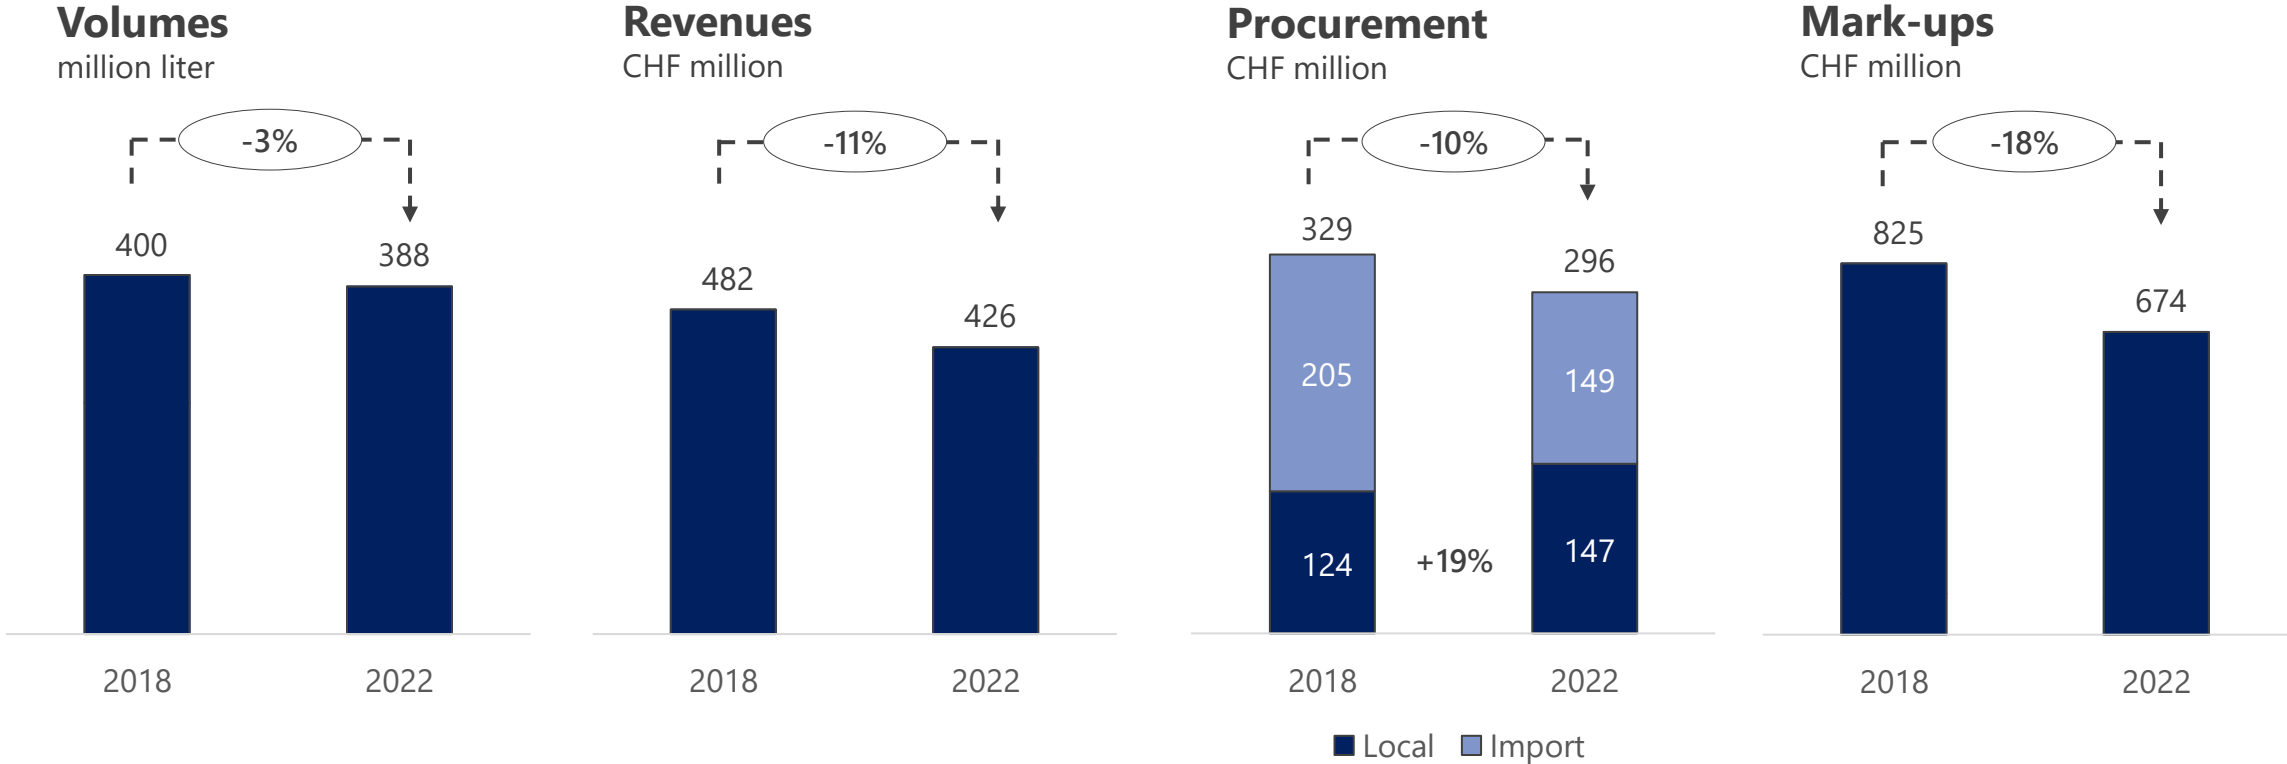 Volumes
million liter
-3%
400
388
2018
2022
Revenues
CHF million
-11%
482
426
2018
2022
Procurement
CHF million
-10%
329
296
205
149
124
+19%
147
2018
2022
Local
Import
Mark-ups
CHF million
-18%
825
674
2018
2022